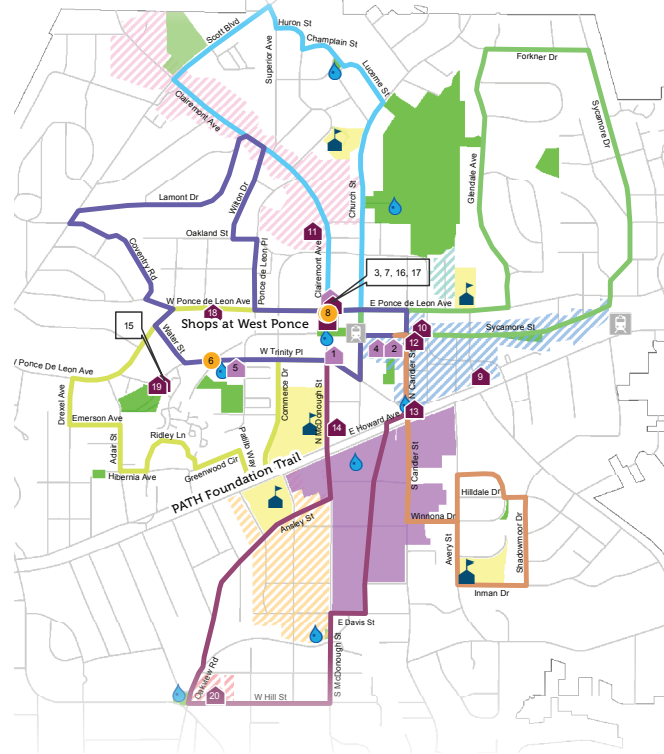 Scott Blvd
Huron St
Champlain St
Superior Ave
Lucerne St
Forkner Dr
Clairemont Ave
Sycamore Dr
Glendale Ave
Lamont Dr
Wilton Dr
Church St
Oakland St
11
Clairemont Ave
Coventry Rd
Ponce de Leon Pl
3, 7, 16, 17
W Ponce de Leon Ave
E Ponce de Leon Ave
18
8
15
Shops at West Ponce
10
Sycamore St
Water St
12
W Trinity Pl
1
4
2
6
5
W Ponce de Leon Ave
N Candler St
9
19
Commerce Dr
Drexel Ave
N McDonough St
13
Emerson Ave
E Howard Ave
14
Adair St
Ridley Ln
Patillo Way
Greenwood Cir
PATH Foundation Trail
Hibernia Ave
S Candler St
Hilldale Dr
Ansley St
Winnona Dr
Avery St
Shadowmoor Dr
Inman Dr
E Davis St
S McDonough St
Oakview Rd
20
W Hill St